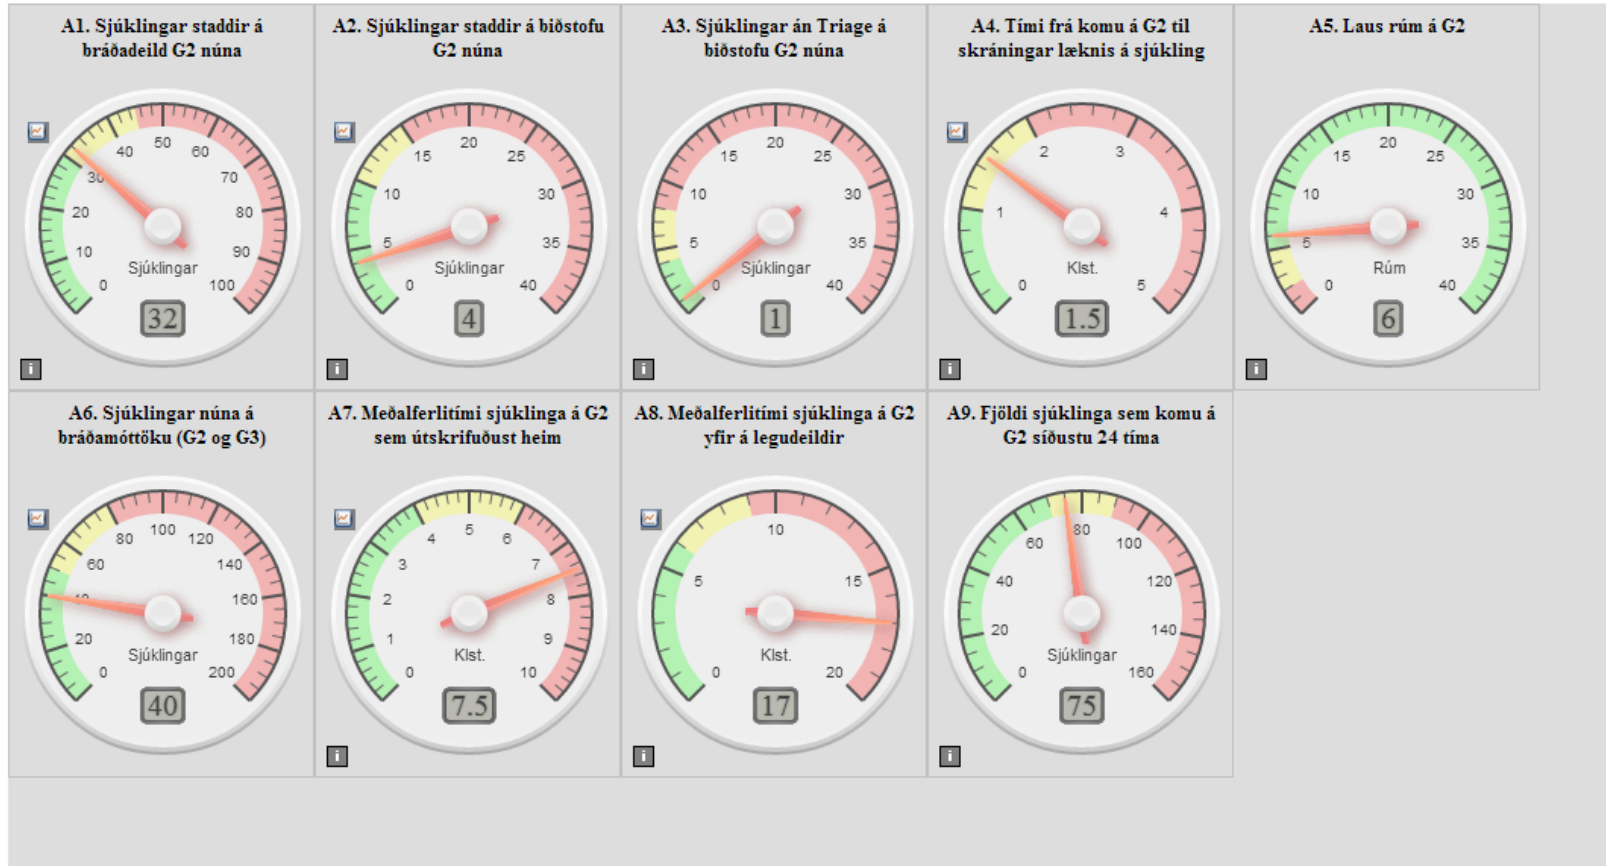 A1. Sjúklingar staddir á
bráðadeild G2 núna
0
10
20
30
40
50
60
70
80
90
100
Sjúklingar
32
i
A2. Sjúklingar staddir á biðstofu
G2 núna
0
5
10
15
20
25
30
35
40
Sjúklingar
4
i
A3. Sjúklingar án Triage á
biðstofu G2 núna
0
5
10
15
20
25
30
35
40
Sjúklingar
1
i
A4. Tími frá komu á G2 til
skráningar læknis á sjúkling
0
1
2
3
4
5
Klst.
1.5
i
A5. Laus rúm á G2
0
5
10
15
20
25
30
35
40
Rúm
6
i
A6. Sjúklingar núna á
bráðamóttöku (G2 og G3)
0
20
60
80
100
120
140
160
180
200
Sjúklingar
40
A7. Meðalferlitími sjúklinga á G2
sem útskrifuðust heim
0
1
2
3
4
5
6
7
8
9
10
Klst.
7.5
i
A8. Meðalferlitími sjúklinga á G2
yfir á legudeildir
0
5
10
15
20
Klst.
17
i
A9. Fjöldi sjúklinga sem komu á
G2 síðustu 24 tíma
0
20
40
60
80
100
120
140
160
Sjúklingar
75
i